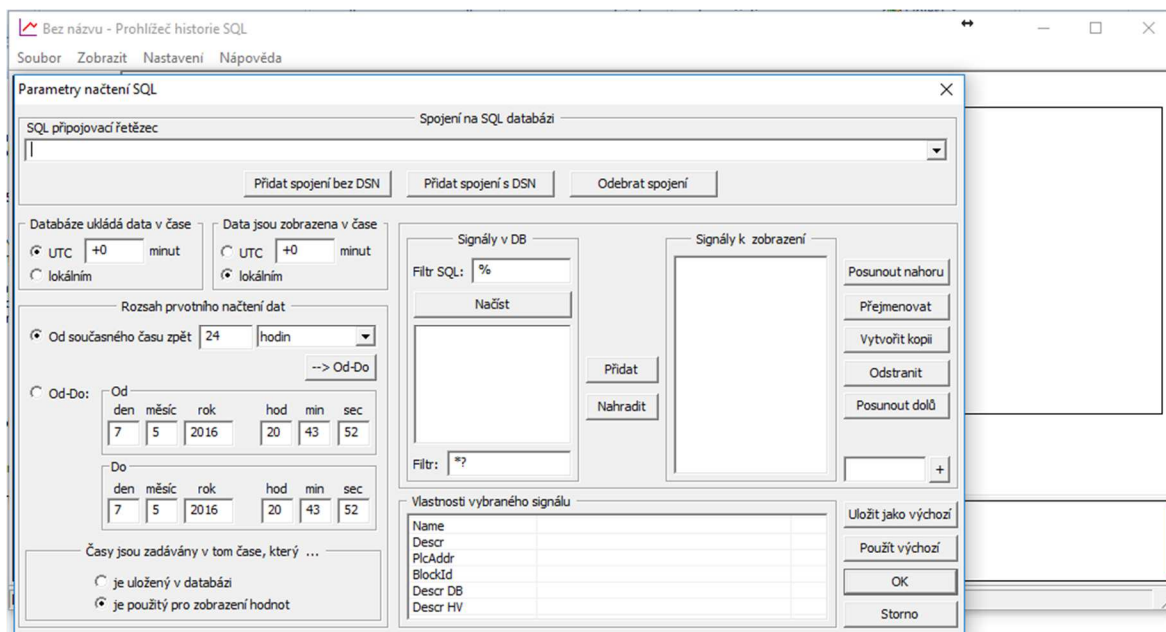 Bez názvu - Prohlížeč historie SQL
Soubor Zobrazit Nastavení Nápověda
Parametry načtení SQL
Spojení na SQL databázi
SQL připojovací řetězec
Přidat spojení bez DSN Přidat spojení s DSN Odebrat spojení
Databáze ukládá data v čase
UTC +0 minut
lokálním
Data jsou zobrazena v čase
UTC +0 minut
lokálním
Rozsah prvotního načtení dat
Od současného času zpět 24 hodin
--> Od-Do
Od-Do:
Od
den měsíc rok hod min sec
7 5 2016 20 43 52
Do
den měsíc rok hod min sec
7 5 2016 20 43 52
Časy jsou zadávány v tom čase, který ...
je uložený v databázi
je použitý pro zobrazení hodnot
Signály v DB
Filtr SQL: %
Načíst
Filtr: *?
Přidat
Nahradit
Signály k zobrazení
Posunout nahoru
Přejmenovat
Vytvořit kopii
Odstranit
Posunout dolů
+
Vlastnosti vybraného signálu
Name
Descr
PlcAddr
BlockId
Descr DB
Descr HV
Uložit jako výchozí
Použít výchozí
OK
Storno